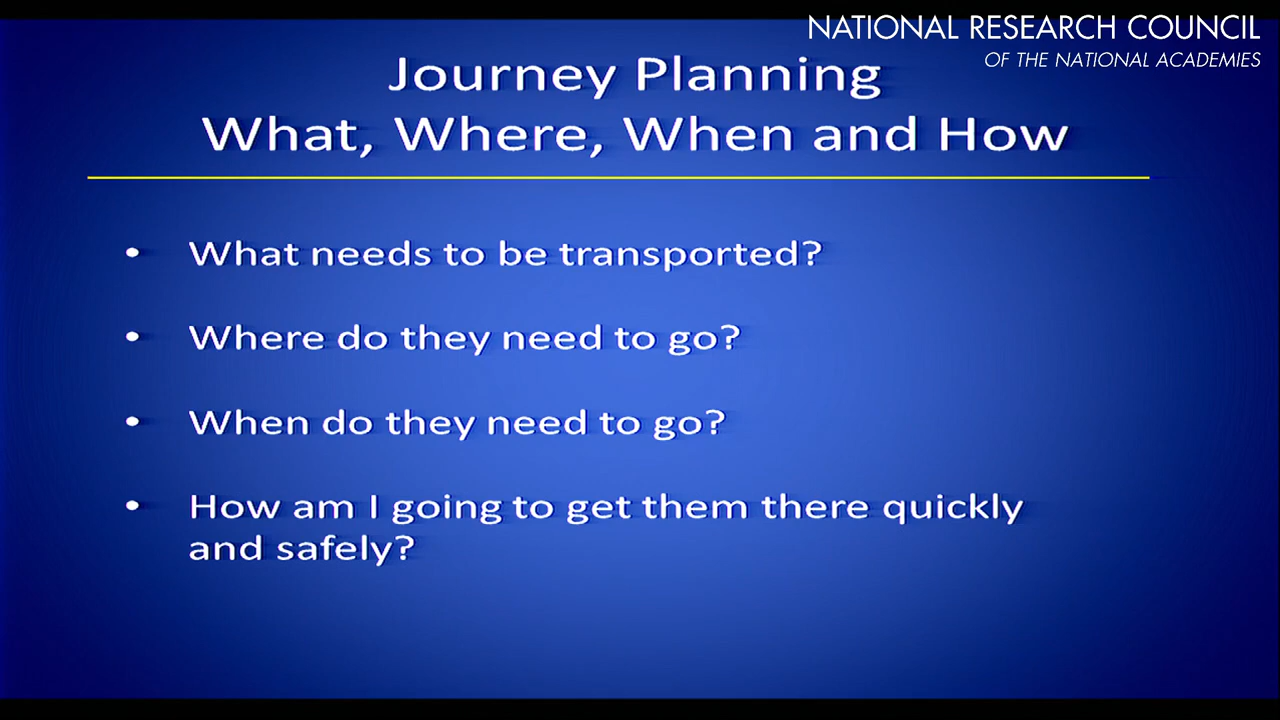 NATIONAL RESEARCH COUNCIL
OF THE NATIONAL ACADEMIES
Journey Planning
What, Where, When and How
• What needs to be transported?
• Where do they need to go?
• When do they need to go?
• How am I going to get them there quickly
and safely?